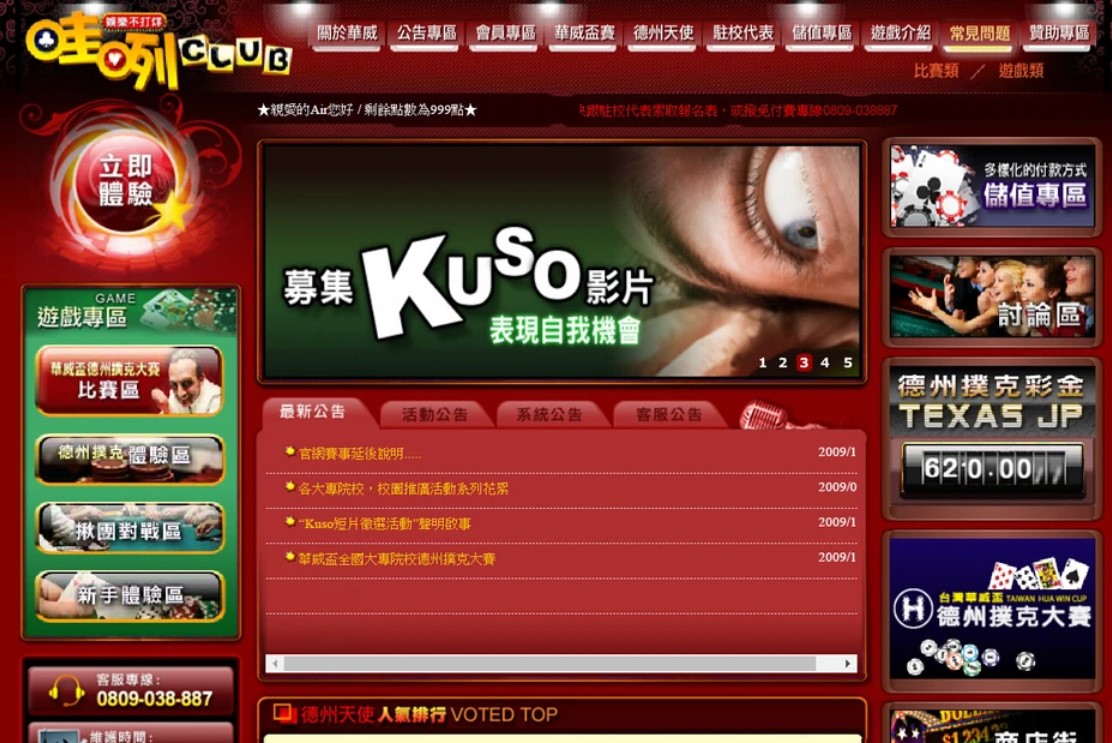 娛樂不打烊
哇咧CLUB
關於華威 公告專區 會員專區 華威盃賽 德州天使 駐校代表 儲值專區 遊戲介紹 常見問題 贊助專區
比賽類 ／ 遊戲類
★親愛的Air您好 / 剩餘點數為999點★
駐校代表索取報名表，或撥免付費專線0809-038887
立即
體驗
GAME
遊戲專區
華威盃德州撲克大賽
比賽區
德州撲克 體驗區
揪團對戰區
新手體驗區
客服專線:
0809-038-887
維護時間:
募集 KUSO 影片
表現自我機會
1 2 3 4 5
最新公告 活動公告 系統公告 客服公告
官網賽事延後說明..... 2009/1
各大專院校，校園推廣活動系列花絮 2009/0
“Kuso短片徵選活動”聲明啟事 2009/1
華威盃全國大專院校德州撲克大賽 2009/1
德州天使 人氣排行 VOTED TOP
多樣化的付款方式
儲值專區
討論區
德州撲克彩金
TEXAS JP
台灣華威盃 TAIWAN HUA WIN CUP
H 德州撲克大賽
商店街